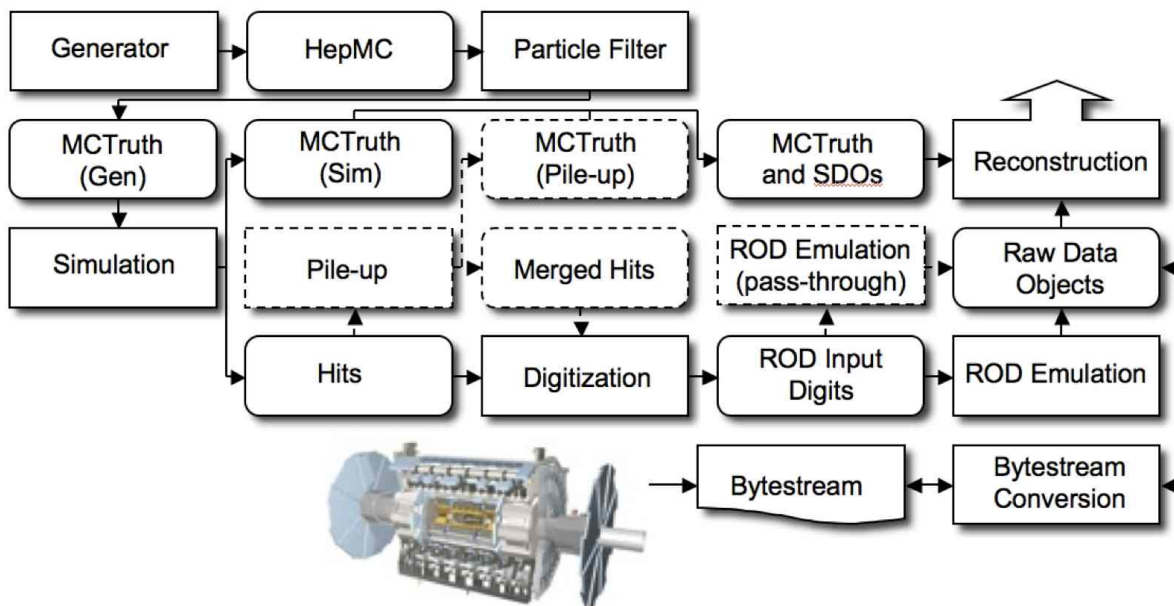 Generator
HepMC
Particle Filter
MCTruth
(Gen)
MCTruth
(Sim)
MCTruth
(Pile-up)
MCTruth
and SDOs
Reconstruction
Simulation
Pile-up
Merged Hits
ROD Emulation
(pass-through)
Raw Data
Objects
Hits
Digitization
ROD Input
Digits
ROD Emulation
Bytestream
Bytestream
Conversion